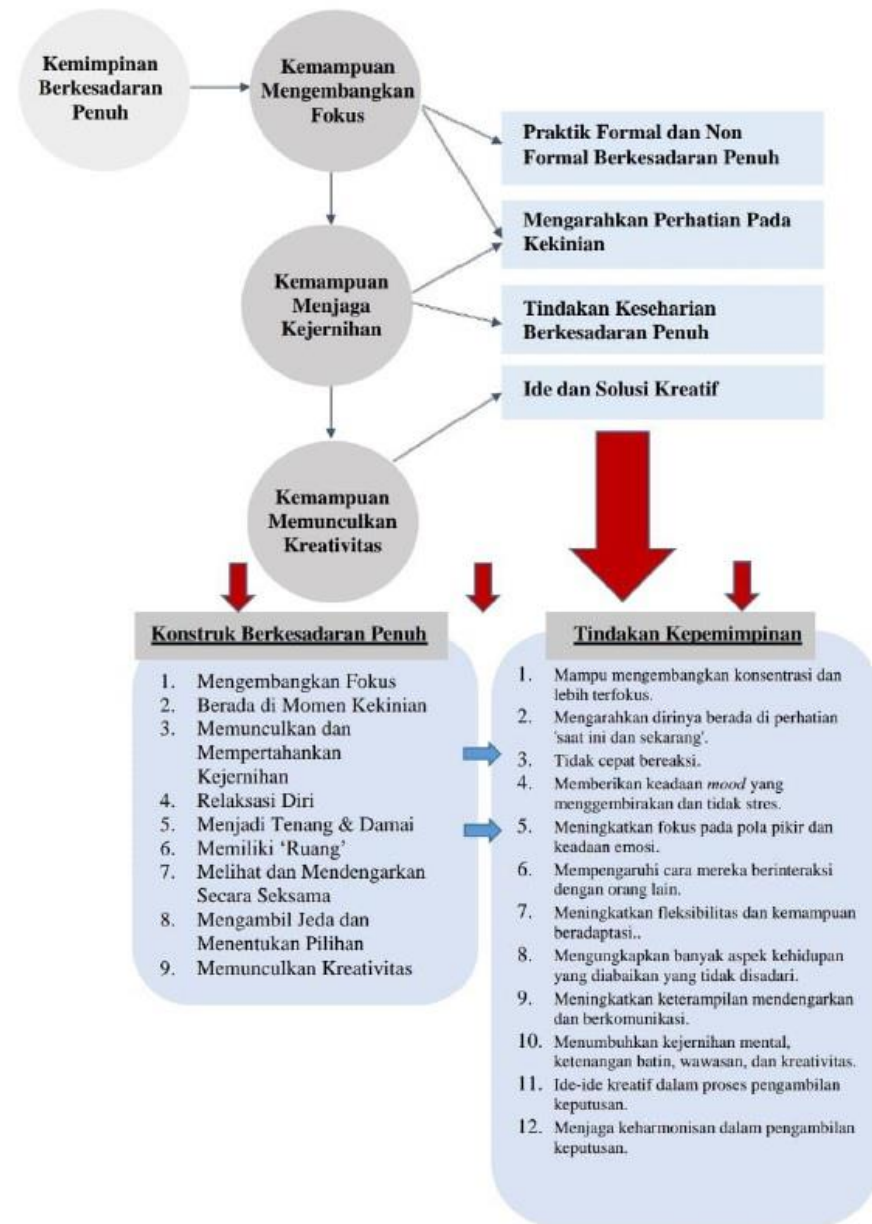 Kemimpinan
Berkesadaran
Penuh
Kemampuan
Mengembangkan
Fokus
Praktik Formal dan Non
Formal Berkesadaran Penuh
Mengarahkan Perhatian Pada
Kekinian
Kemampuan
Menjaga
Kejernihan
Tindakan Keseharian
Berkesadaran Penuh
Ide dan Solusi Kreatif
Kemampuan
Memunculkan
Kreativitas
Konstruk Berkesadaran Penuh
1. Mengembangkan Fokus
2. Berada di Momen Kekinian
3. Memunculkan dan
Mempertahankan
Kejernihan
4. Relaksasi Diri
5. Menjadi Tenang & Damai
6. Memiliki ‘Ruang’
7. Melihat dan Mendengarkan
Secara Seksama
8. Mengambil Jeda dan
Menentukan Pilihan
9. Memunculkan Kreativitas
Tindakan Kepemimpinan
1. Mampu mengembangkan konsentrasi dan
lebih terfokus.
2. Mengarahkan dirinya berada di perhatian
'saat ini dan sekarang'.
3. Tidak cepat bereaksi.
4. Memberikan keadaan mood yang
menggembirakan dan tidak stres.
5. Meningkatkan fokus pada pola pikir dan
keadaan emosi.
6. Mempengaruhi cara mereka berinteraksi
dengan orang lain.
7. Meningkatkan fleksibilitas dan kemampuan
beradaptasi..
8. Mengungkapkan banyak aspek kehidupan
yang diabaikan yang tidak disadari.
9. Meningkatkan keterampilan mendengarkan
dan berkomunikasi.
10. Menumbuhkan kejernihan mental,
ketenangan batin, wawasan, dan kreativitas.
11. Ide-ide kreatif dalam proses pengambilan
keputusan.
12. Menjaga keharmonisan dalam pengambilan
keputusan.